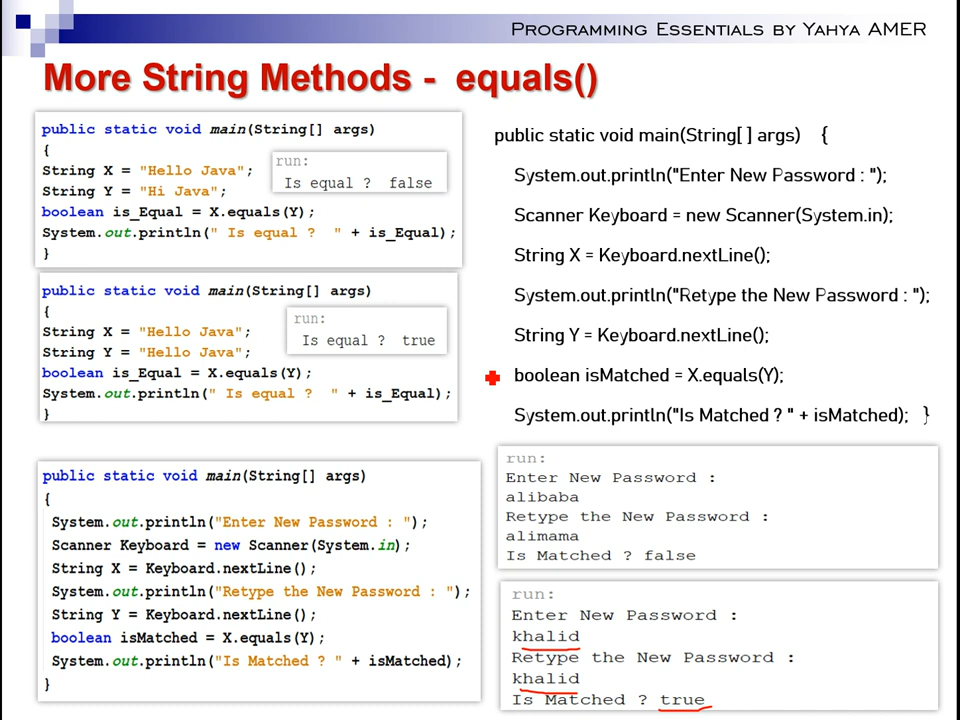 PROGRAMMING ESSENTIALS BY YAHYA AMER
More String Methods - equals()
public static void main(String[] args)
{
String X = "Hello Java";
String Y = "Hi Java";
boolean is_Equal = X.equals(Y);
System.out.println(" Is equal ?  " + is_Equal);
}
run:
Is equal ?  false
public static void main(String[] args)
{
String X = "Hello Java";
String Y = "Hello Java";
boolean is_Equal = X.equals(Y);
System.out.println(" Is equal ?  " + is_Equal);
}
run:
Is equal ?  true
public static void main(String[] args)
{
System.out.println("Enter New Password : ");
Scanner Keyboard = new Scanner(System.in);
String X = Keyboard.nextLine();
System.out.println("Retype the New Password : ");
String Y = Keyboard.nextLine();
boolean isMatched = X.equals(Y);
System.out.println("Is Matched ? " + isMatched);
}
public static void main(String[ ] args)   {
System.out.println("Enter New Password : ");
Scanner Keyboard = new Scanner(System.in);
String X = Keyboard.nextLine();
System.out.println("Retype the New Password : ");
String Y = Keyboard.nextLine();
boolean isMatched = X.equals(Y);
System.out.println("Is Matched ? " + isMatched);   }
run:
Enter New Password :
alibaba
Retype the New Password :
alimama
Is Matched ? false
run:
Enter New Password :
khalid
Retype the New Password :
khalid
Is Matched ? true